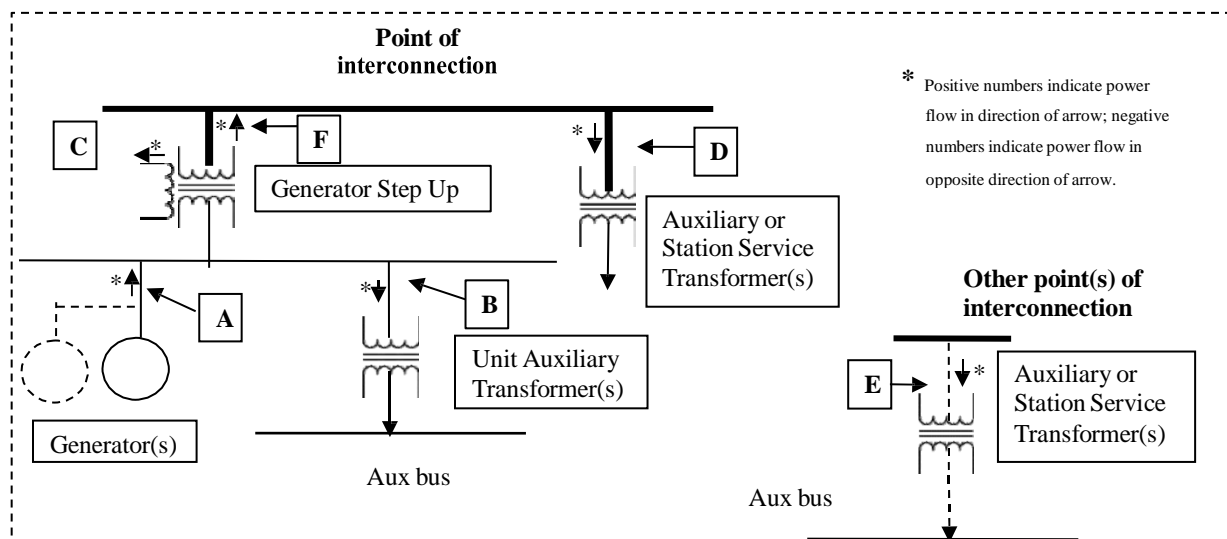 Point of
interconnection
* Positive numbers indicate power
flow in direction of arrow; negative
numbers indicate power flow in
opposite direction of arrow.
C
*
*
F
*
D
Generator Step Up
Auxiliary or
Station Service
Transformer(s)
*
A
*
B
Other point(s) of
interconnection
Unit Auxiliary
Transformer(s)
E
*
Auxiliary or
Station Service
Transformer(s)
Generator(s)
Aux bus
Aux bus